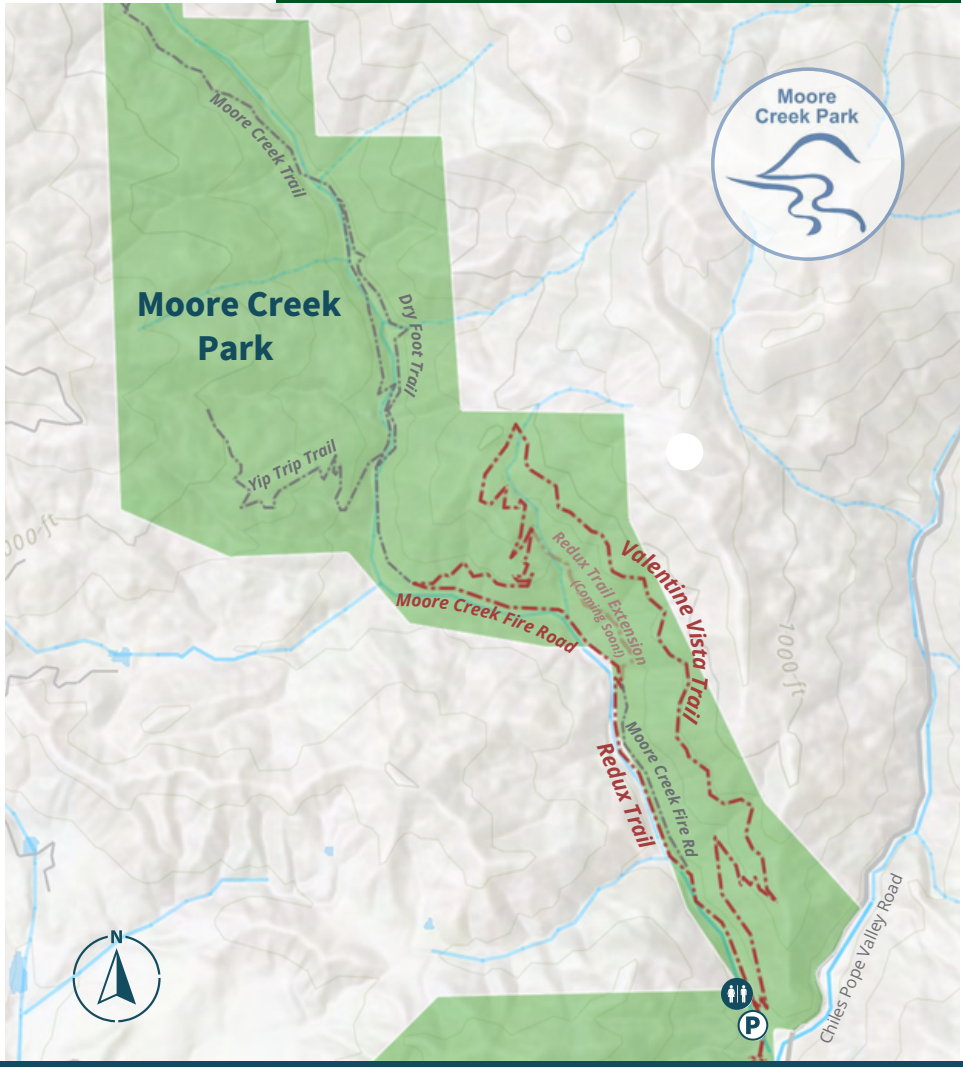 Moore
Creek Park
Moore Creek Trail
Moore Creek
Park
Dry Foot Trail
Yip Trip Trail
000-ft
Redux Trail Extension
(Coming Soon!)
Valentine Vista Trail
Moore Creek Fire Road
1000-ft
Moore Creek Fire Rd
Redux Trail
Chiles Pope Valley Road
N
P